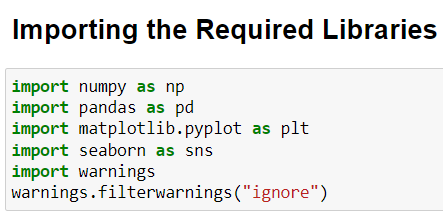 Importing the Required Libraries
import numpy as np
import pandas as pd
import matplotlib.pyplot as plt
import seaborn as sns
import warnings
warnings.filterwarnings("ignore")